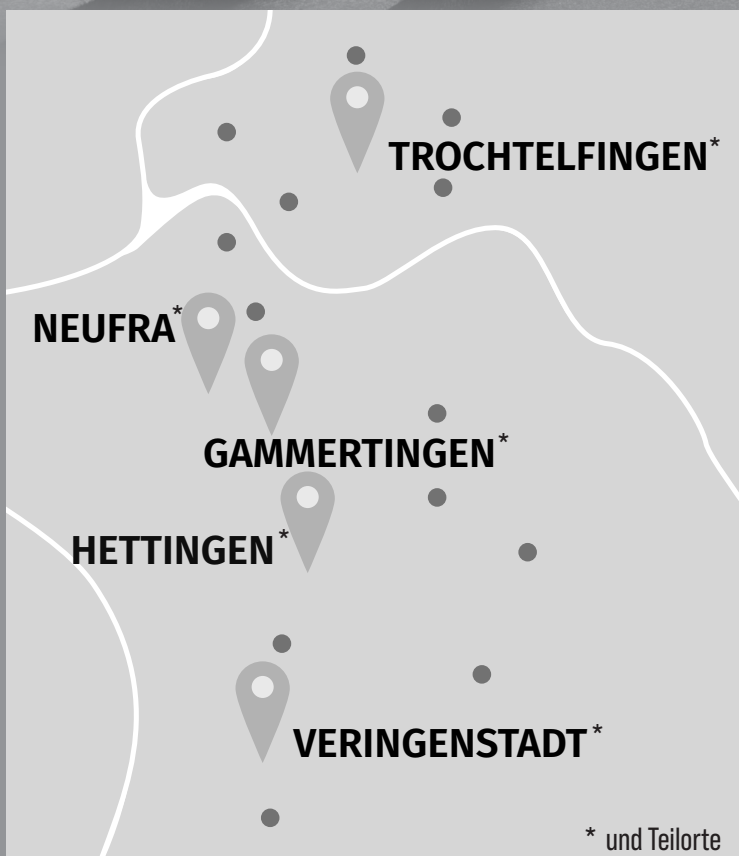 TROCHTELFINGEN*
NEUFRA*
GAMMERTINGEN*
HETTINGEN*
VERINGENSTADT*
* und Teilorte